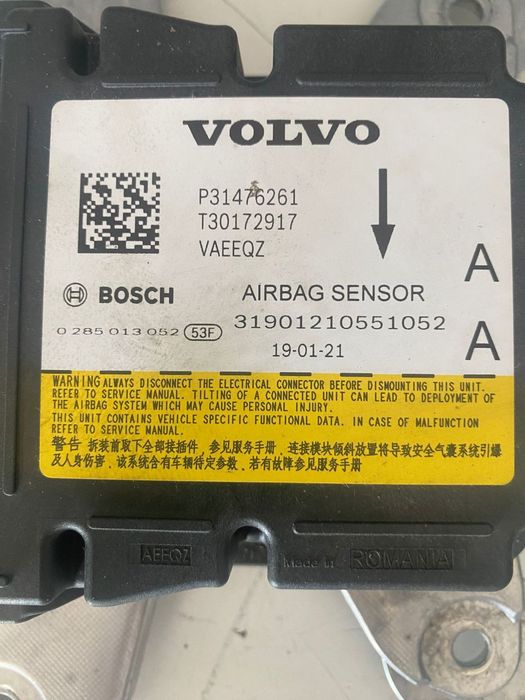 VOLVO
P31476261
T30172917
VAEEQZ
A
BOSCH
AIRBAG SENSOR
0 285 013 052 53F
31901210551052
A
19-01-21
WARNING ALWAYS DISCONNECT THE ELECTRICAL CONNECTOR BEFORE DISMOUNTING THIS UNIT.
REFER TO SERVICE MANUAL. TILTING OF A CONNECTED UNIT CAN LEAD TO DEPLOYMENT OF
THE AIRBAG SYSTEM WHICH MAY CAUSE PERSONAL INJURY.
THIS UNIT CONTAINS VEHICLE SPECIFIC FUNCTIONAL DATA. IN CASE OF MALFUNCTION
REFER TO SERVICE MANUAL.
警告 拆装前取下全部接插件，参见服务手册．连接模块倾斜放置将导致安全气囊系统引爆
及人身伤害．该系统含有车辆待定参数．若有故障参见服务手册
AEEQZ
Made in ROMANIA